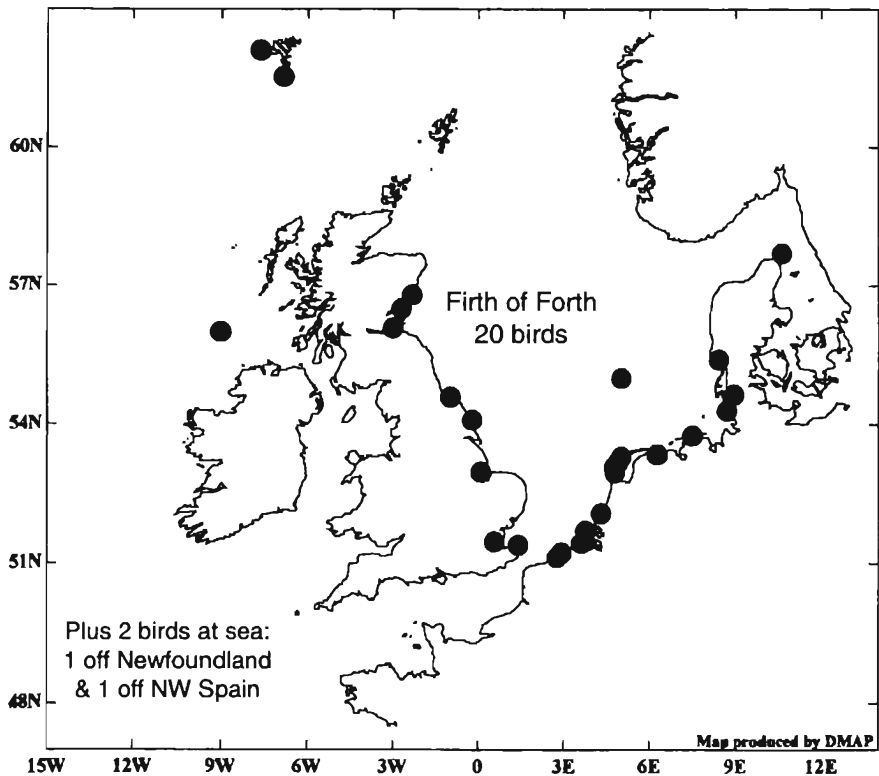 60N
57N
Firth of Forth
20 birds
54N
51N
Plus 2 birds at sea:
1 off Newfoundland
& 1 off NW Spain
48N
Map produced by DMAP
15W 12W 9W 6W 3W 0 3E 6E 9E 12E